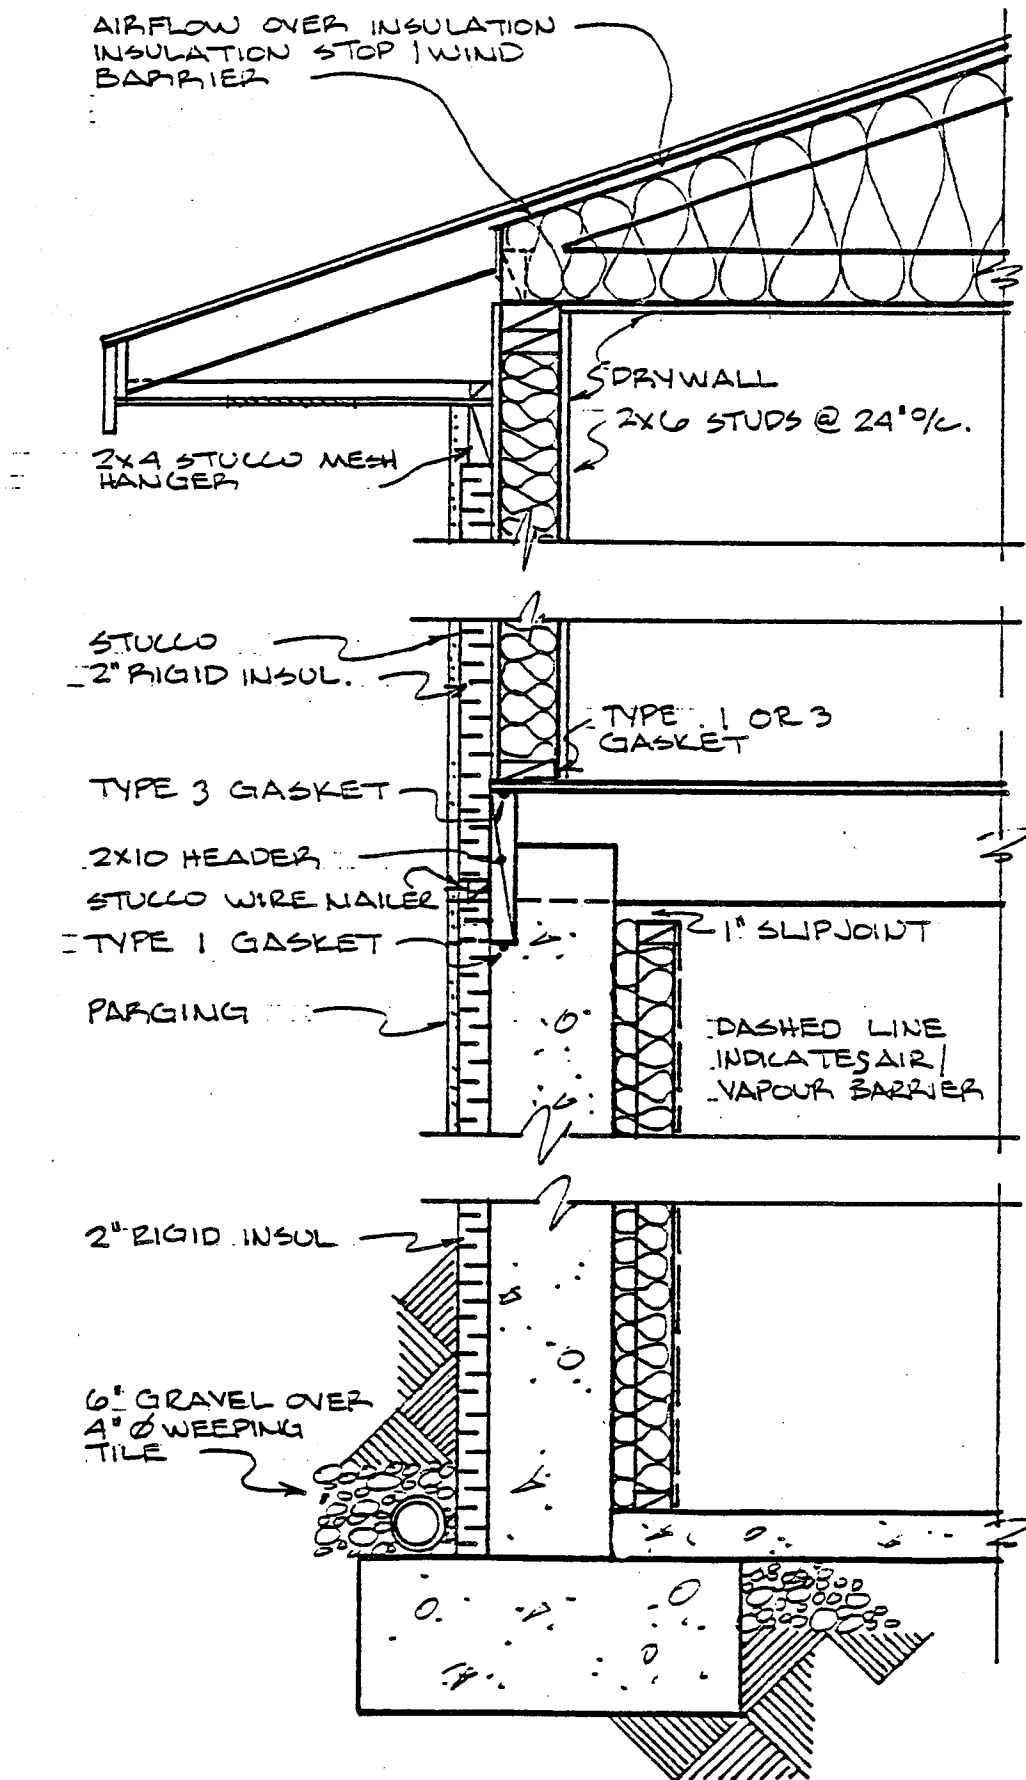 AIRFLOW OVER INSULATION
INSULATION STOP / WIND
BARRIER
DRYWALL
2X6 STUDS @ 24" O/C.
2X4 STUCCO MESH
HANGER
STUCCO
2" RIGID INSUL.
TYPE 1 OR 3
GASKET
TYPE 3 GASKET
2X10 HEADER
STUCCO WIRE NAILER
TYPE 1 GASKET
1" SLIP JOINT
PARGING
DASHED LINE
INDICATES AIR/
VAPOUR BARRIER
2" RIGID INSUL
6" GRAVEL OVER
4" Ø WEEPING
TILE